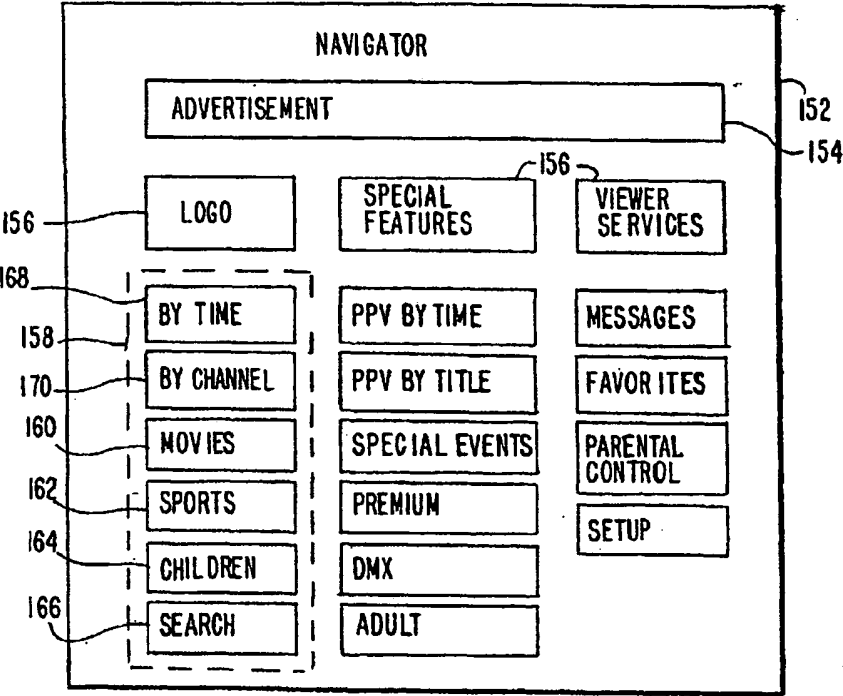 NAVIGATOR
ADVERTISEMENT
152
154
156
156
LOGO
SPECIAL
FEATURES
VIEWER
SERVICES
168
BY TIME
PPV BY TIME
MESSAGES
158
170
BY CHANNEL
PPV BY TITLE
FAVORITES
160
MOVIES
SPECIAL EVENTS
PARENTAL
CONTROL
162
SPORTS
PREMIUM
SETUP
164
CHILDREN
DMX
166
SEARCH
ADULT